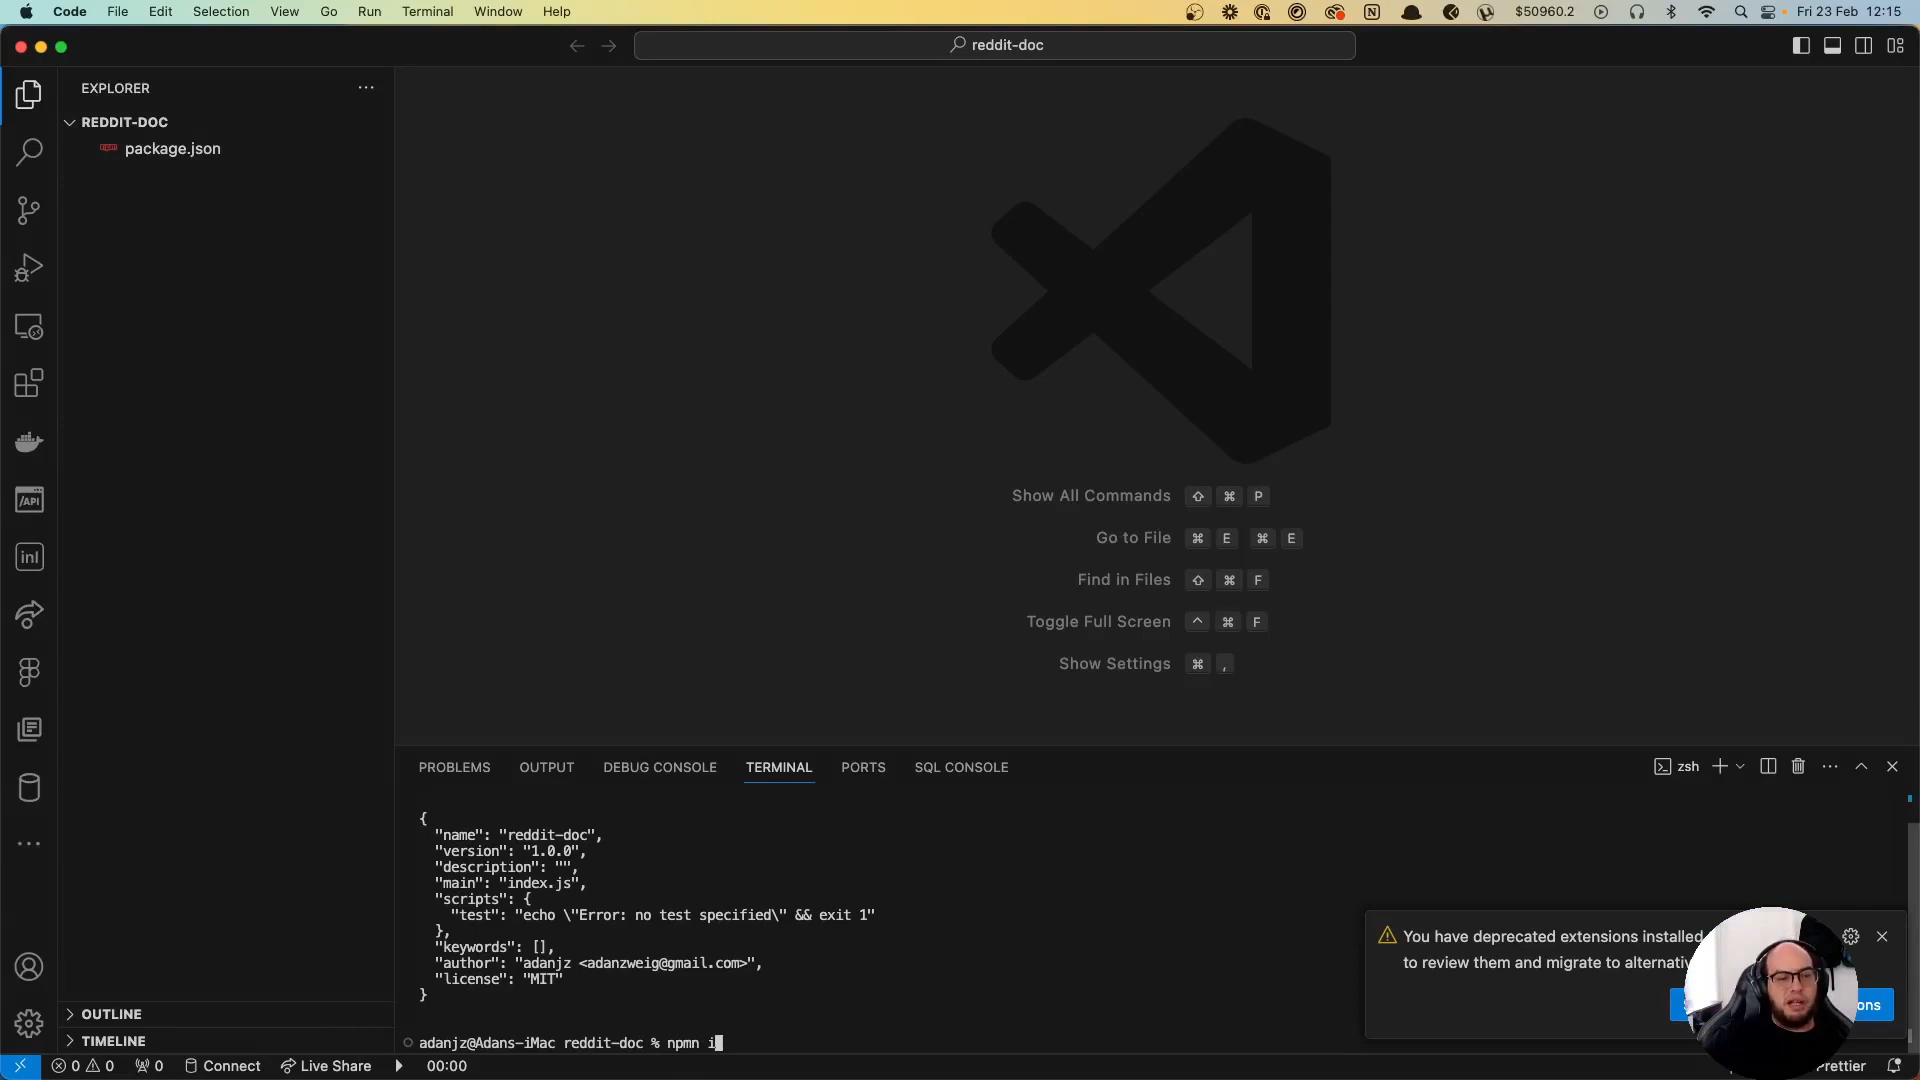 Code File Edit Selection View Go Run Terminal Window Help $50960.2 Fri 23 Feb 12:15
reddit-doc
EXPLORER
REDDIT-DOC
package.json
Show All Commands ⇧ ⌘ P
Go to File ⌘ E ⌘ E
Find in Files ⇧ ⌘ F
Toggle Full Screen ^ ⌘ F
Show Settings ⌘ ,
PROBLEMS OUTPUT DEBUG CONSOLE TERMINAL PORTS SQL CONSOLE zsh
{
"name": "reddit-doc",
"version": "1.0.0",
"description": "",
"main": "index.js",
"scripts": {
"test": "echo \"Error: no test specified\" && exit 1"
},
"keywords": [],
"author": "adanjz <adanzweig@gmail.com>",
"license": "MIT"
}
adanjz@Adans-iMac reddit-doc % npmn i
You have deprecated extensions installed
to review them and migrate to
API
inl
OUTLINE
TIMELINE
0 0 0 Connect Live Share 00:00 Prettier